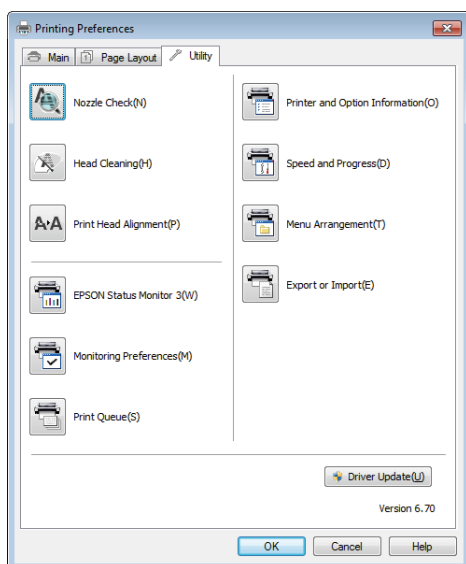 Printing Preferences
Main
Page Layout
Utility
Nozzle Check(N)
Head Cleaning(H)
Print Head Alignment(P)
EPSON Status Monitor 3(W)
Monitoring Preferences(M)
Print Queue(S)
Printer and Option Information(O)
Speed and Progress(D)
Menu Arrangement(T)
Export or Import(E)
Driver Update(U)
Version 6.70
OK
Cancel
Help